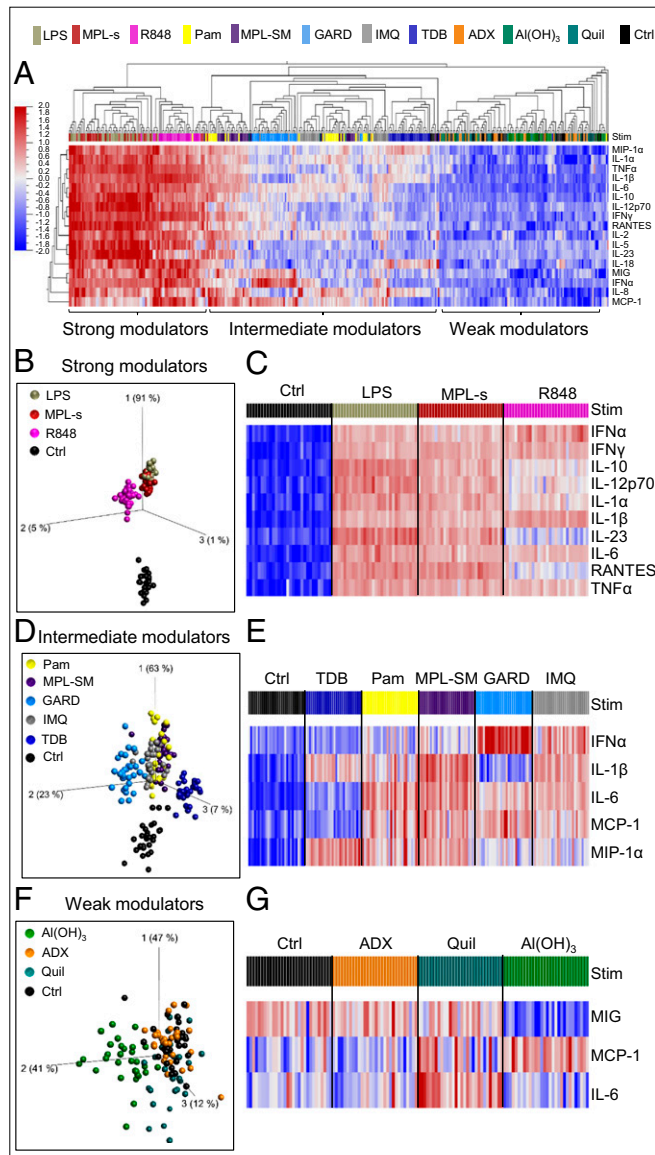 LPS MPL-s R848 Pam MPL-SM GARD IMQ TDB ADX Al(OH)₃ Quil Ctrl
A
2.0
1.6
1.4
1.2
1.0
0.8
0.6
0.4
0.2
-0.0
-0.2
-0.4
-0.6
-0.8
-1.0
-1.2
-1.4
-1.6
-1.8
-2.0
Stim
MIP-1α
IL-1α
TNFα
IL-1β
IL-6
IL-10
IL-12p70
IFNγ
RANTES
IL-2
IL-5
IL-23
IL-18
MIG
IFNα
IL-8
MCP-1
Strong modulators Intermediate modulators Weak modulators
B
Strong modulators
LPS
MPL-s
R848
Ctrl
1 (91 %)
2 (5 %)
3 (1 %)
C
Ctrl LPS MPL-s R848
Stim
IFNα
IFNγ
IL-10
IL-12p70
IL-1α
IL-1β
IL-23
IL-6
RANTES
TNFα
D Intermediate modulators
Pam
MPL-SM
GARD
IMQ
TDB
Ctrl
1 (63 %)
2 (23 %)
3 (7 %)
E
Ctrl TDB Pam MPL-SM GARD IMQ
Stim
IFNα
IL-1β
IL-6
MCP-1
MIP-1α
F
Weak modulators
Al(OH)₃
ADX
Quil
Ctrl
1 (47 %)
2 (41 %)
3 (12 %)
G
Ctrl ADX Quil Al(OH)₃
Stim
MIG
MCP-1
IL-6